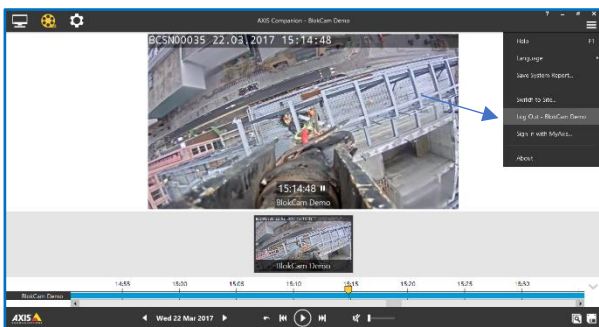 AXIS Companion - BlokCam Demo
BCSN00035 22.03.2017 15:14:48
Help F1
Language
Save System Report...
Switch to Site...
Log Out - BlokCam Demo
Sign in with MyAxis...
About
15:14:48
BlokCam Demo
BlokCam Demo
14:55 15:00 15:05 15:10 15:15 15:20 15:25 15:30
BlokCam Demo
AXIS
Wed 22 Mar 2017